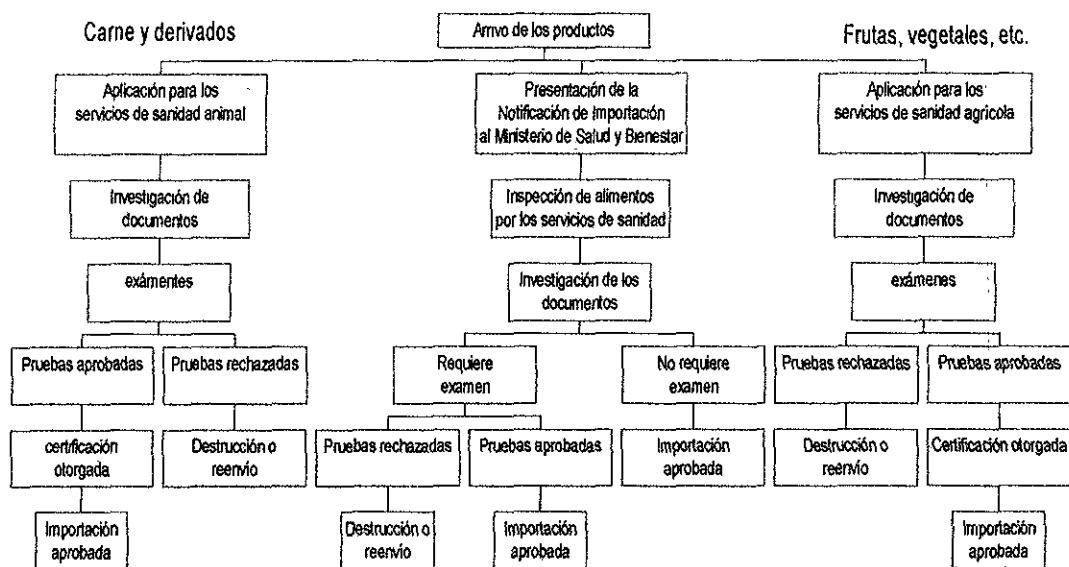 Carne y derivados
Arrivo de los productos
Frutas, vegetales, etc.
Aplicación para los
servicios de sanidad animal
Presentación de la
Notificación de Importación
al Ministerio de Salud y Bienestar
Aplicación para los
servicios de sanidad agrícola
Investigación de
documentos
Inspección de alimentos
por los servicios de sanidad
Investigación de
documentos
exámentes
Investigación de los
documentos
exámenes
Pruebas aprobadas
Pruebas rechazadas
Requiere
examen
No requiere
examen
Pruebas rechazadas
Pruebas aprobadas
certificación
otorgada
Destrucción o
reenvío
Pruebas rechazadas
Pruebas aprobadas
Importación
aprobada
Destrucción o
reenvío
Certificación otorgada
Importación
aprobada
Destrucción o
reenvío
Importación
aprobada
Importación
aprobada